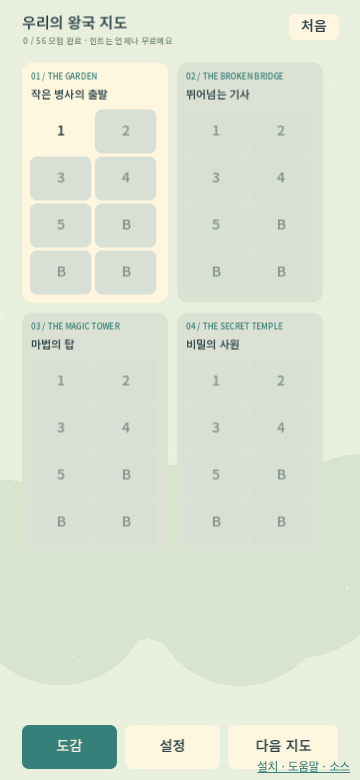 우리의 왕국 지도
처음
0 / 56 모험 완료 · 힌트는 언제나 무료예요
01 / THE GARDEN
작은 병사의 출발
1 2
3 4
5 B
B B
02 / THE BROKEN BRIDGE
뛰어넘는 기사
1 2
3 4
5 B
B B
03 / THE MAGIC TOWER
마법의 탑
1 2
3 4
5 B
B B
04 / THE SECRET TEMPLE
비밀의 사원
1 2
3 4
5 B
B B
도감
설정
다음 지도
설치 · 도움말 · 소스